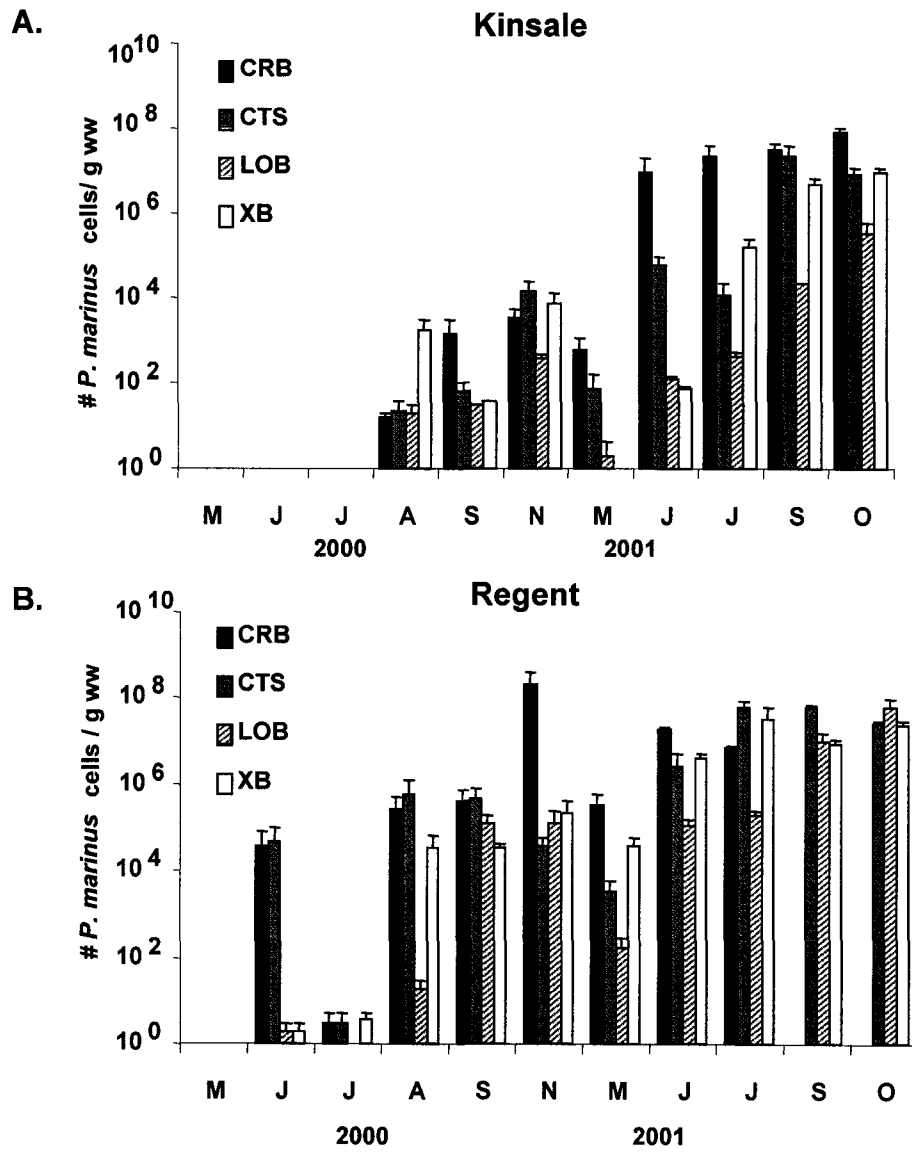 A.
Kinsale
10^10
10^8
10^6
10^4
10^2
10^0
# P. marinus cells/ g ww
CRB
CTS
LOB
XB
M J J A S N M J J S O
2000 2001
B.
Regent
10^10
10^8
10^6
10^4
10^2
10^0
# P. marinus cells / g ww
CRB
CTS
LOB
XB
M J J A S N M J J S O
2000 2001